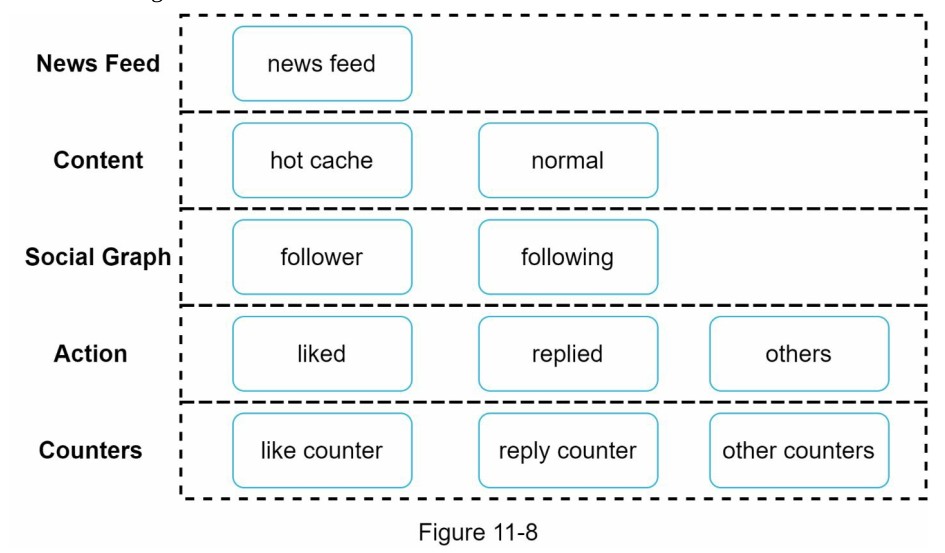 News Feed news feed
Content hot cache normal
Social Graph follower following
Action liked replied others
Counters like counter reply counter other counters
Figure 11-8